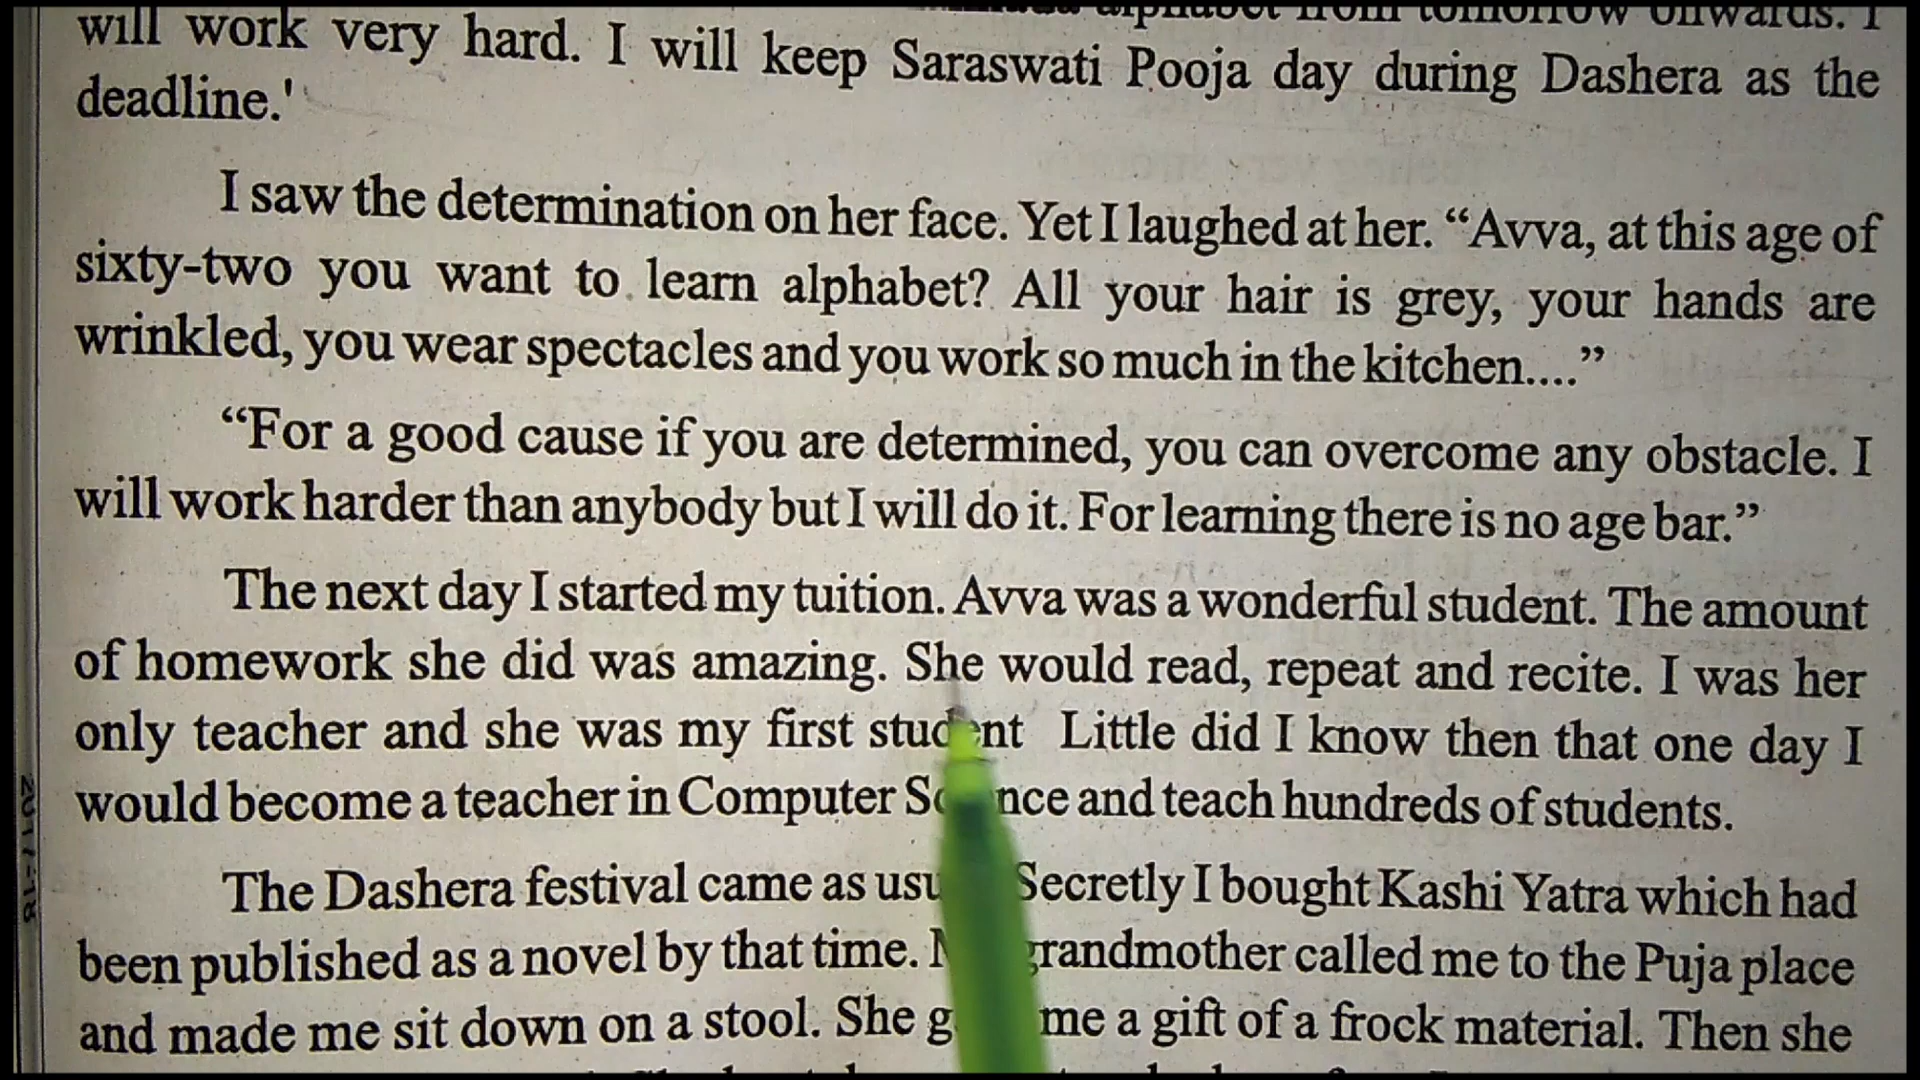 alphabet from tomorrow onwards. I
will work very hard. I will keep Saraswati Pooja day during Dashera as the
deadline.'
I saw the determination on her face. Yet I laughed at her. “Avva, at this age of
sixty-two you want to learn alphabet? All your hair is grey, your hands are
wrinkled, you wear spectacles and you work so much in the kitchen....”
“For a good cause if you are determined, you can overcome any obstacle. I
will work harder than anybody but I will do it. For learning there is no age bar.”
The next day I started my tuition. Avva was a wonderful student. The amount
of homework she did was amazing. She would read, repeat and recite. I was her
only teacher and she was my first student Little did I know then that one day I
would become a teacher in Computer Science and teach hundreds of students.
The Dashera festival came as Secretly I bought Kashi Yatra which had
been published as a novel by that time. grandmother called me to the Puja place
and made me sit down on a stool. She me a gift of a frock material. Then she
2017-18